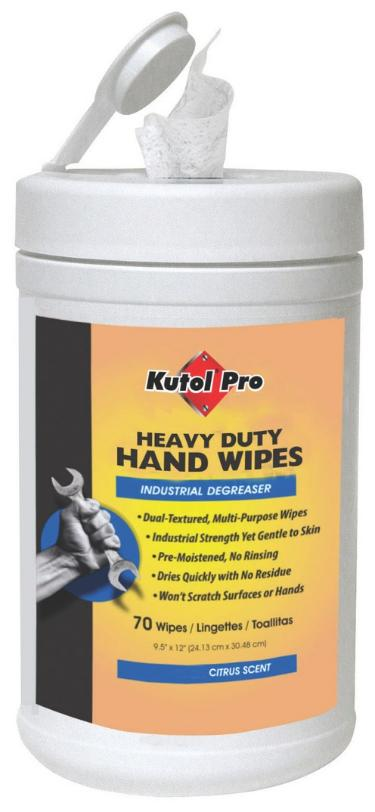 Kutol Pro
HEAVY DUTY
HAND WIPES
INDUSTRIAL DEGREASER
• Dual-Textured, Multi-Purpose Wipes
• Industrial Strength Yet Gentle to Skin
• Pre-Moistened, No Rinsing
• Dries Quickly with No Residue
• Won't Scratch Surfaces or Hands
70 Wipes / Lingettes / Toallitas
9.5" x 12" (24.13 cm x 30.48 cm)
CITRUS SCENT